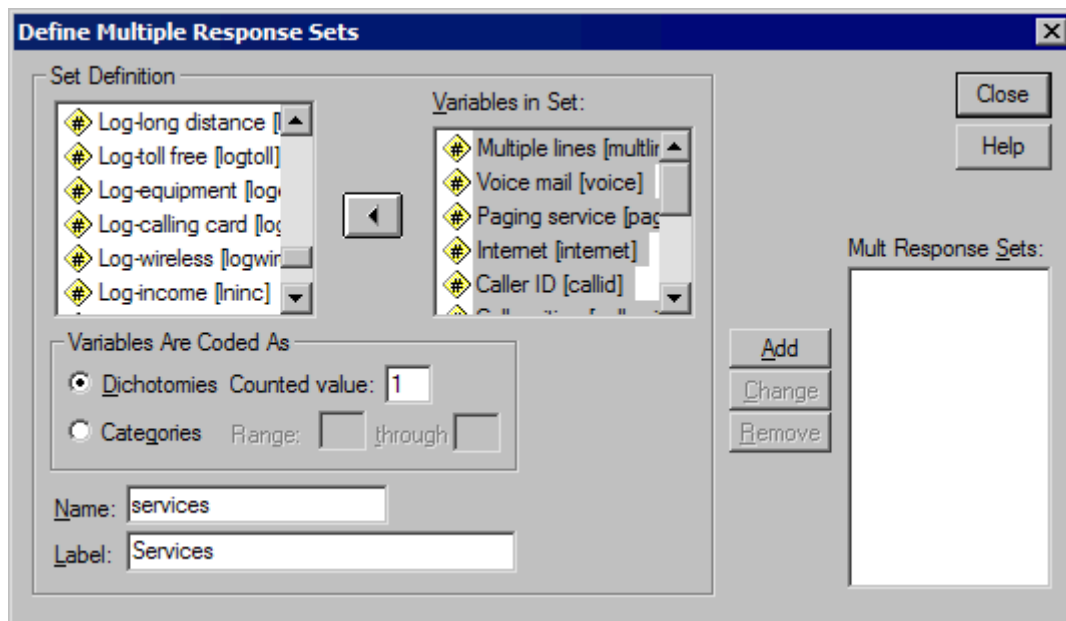 Define Multiple Response Sets
Set Definition
Log-long distance [l
Log-toll free [logtoll]
Log-equipment [loge
Log-calling card [log
Log-wireless [logwir
Log-income [lninc]
Variables in Set:
Multiple lines [multlin
Voice mail [voice]
Paging service [pag
Internet [internet]
Caller ID [callid]
Close
Help
Mult Response Sets:
Variables Are Coded As
Dichotomies Counted value: 1
Categories Range: through
Add
Change
Remove
Name: services
Label: Services